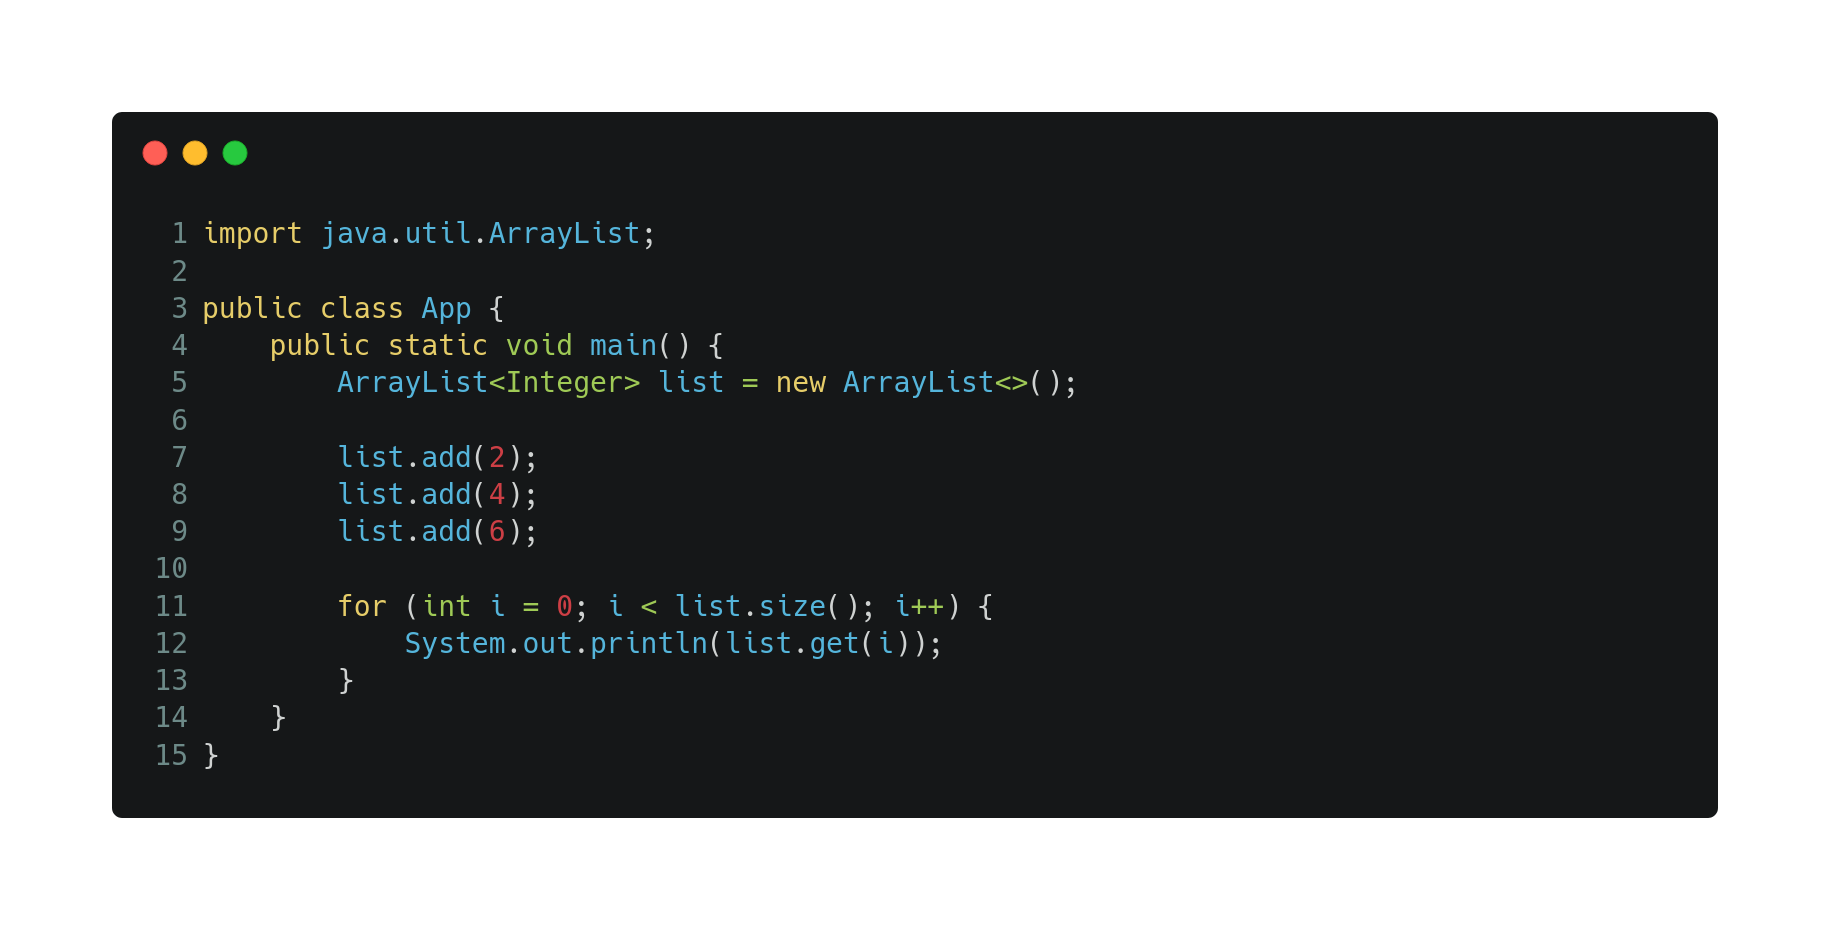 1 import java.util.ArrayList;
2
3 public class App {
4     public static void main() {
5         ArrayList<Integer> list = new ArrayList<>();
6
7         list.add(2);
8         list.add(4);
9         list.add(6);
10
11         for (int i = 0; i < list.size(); i++) {
12             System.out.println(list.get(i));
13         }
14     }
15 }